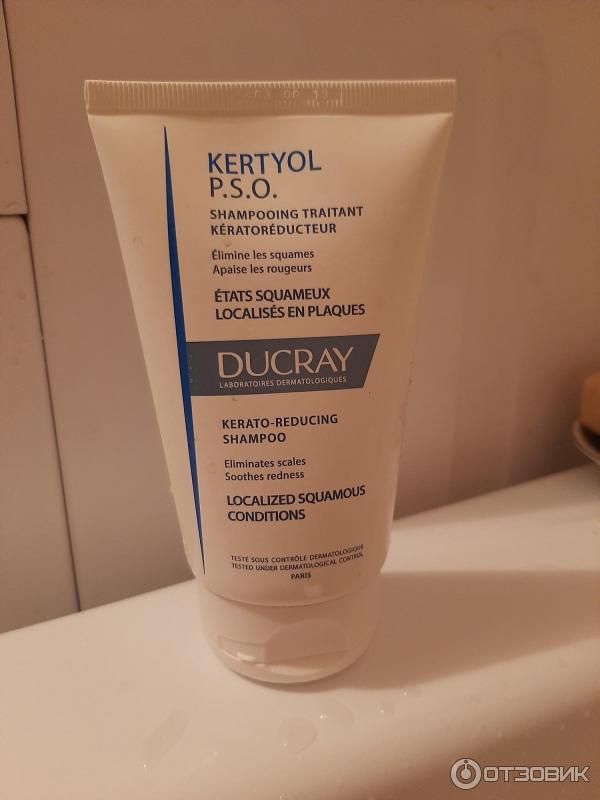 KERTYOL
P.S.O.
SHAMPOOING TRAITANT
KÉRATORÉDUCTEUR
Élimine les squames
Apaise les rougeurs
ÉTATS SQUAMEUX
LOCALISÉS EN PLAQUES
DUCRAY
LABORATOIRES DERMATOLOGIQUES
KERATO-REDUCING
SHAMPOO
Eliminates scales
Soothes redness
LOCALIZED SQUAMOUS
CONDITIONS
TESTÉ SOUS CONTRÔLE DERMATOLOGIQUE
TESTED UNDER DERMATOLOGICAL CONTROL
PARIS
ОТЗОВИК